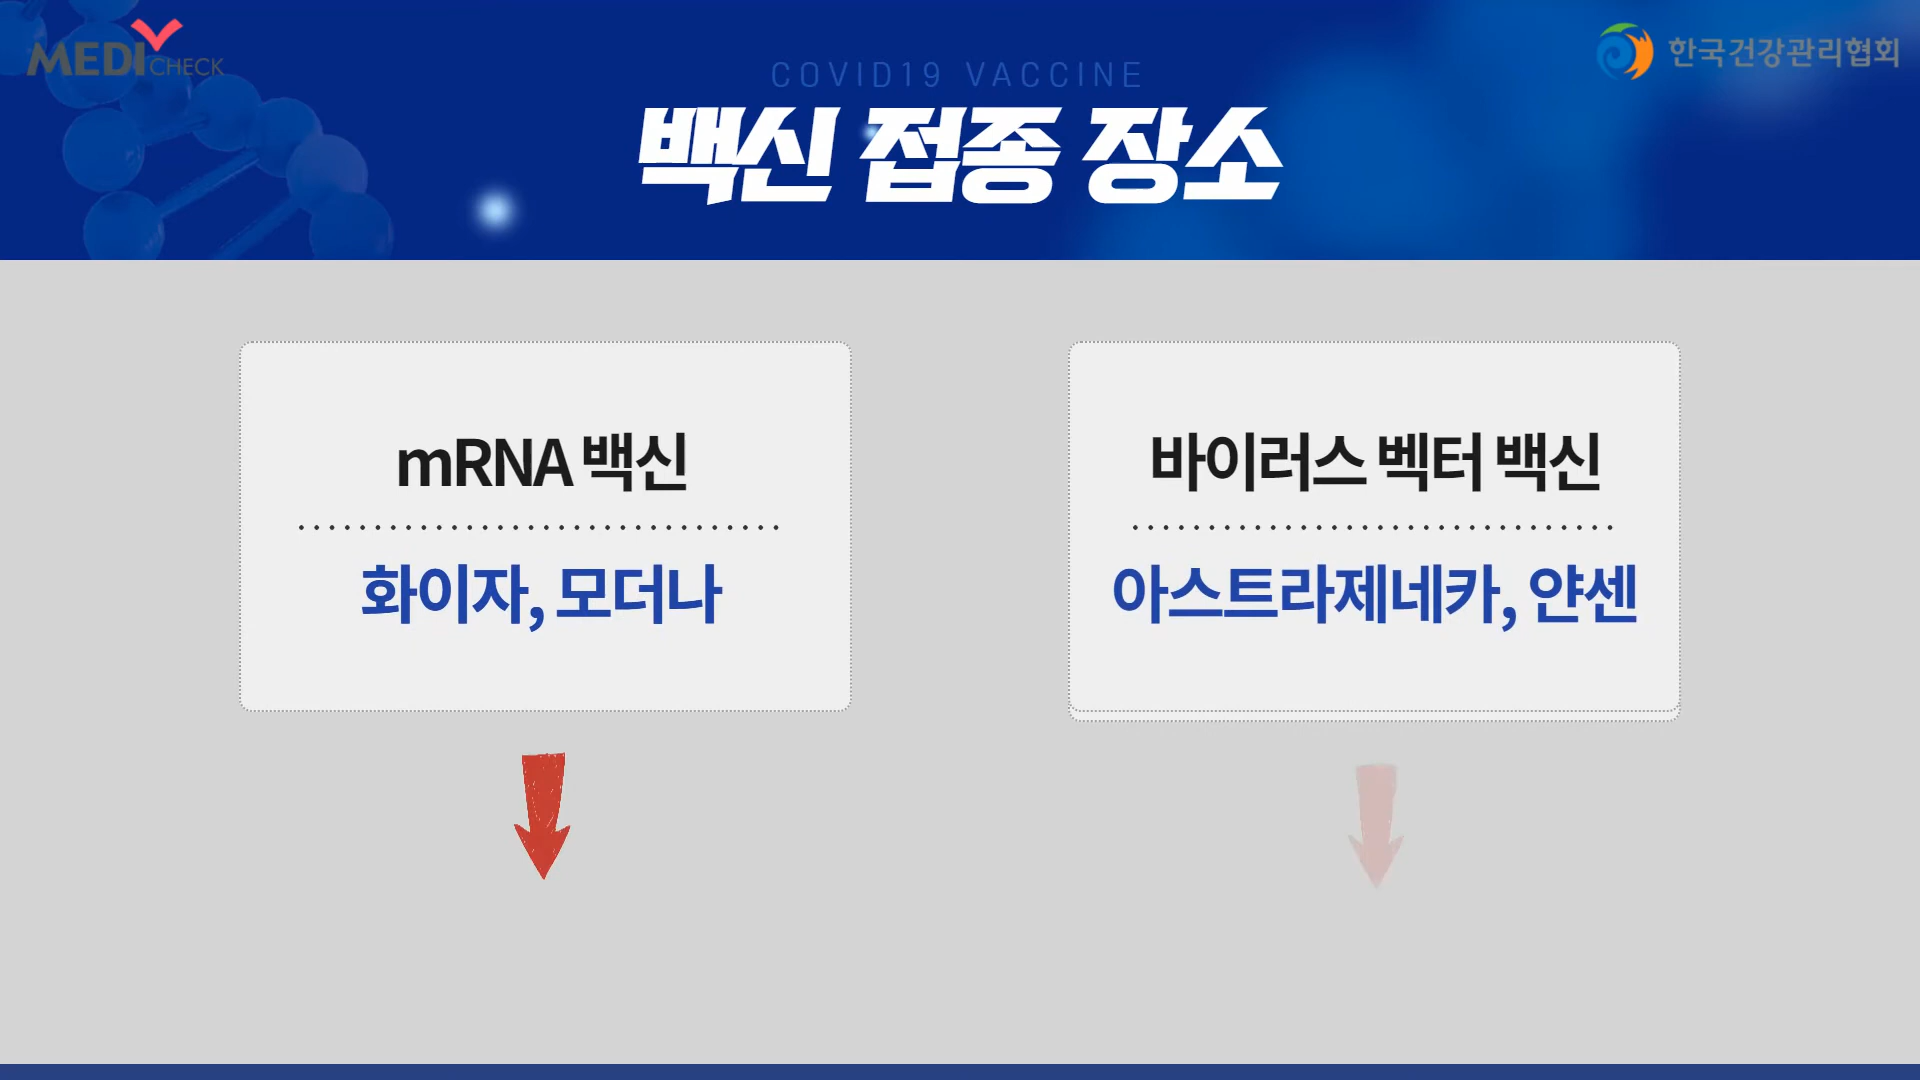 MEDICHECK
한국건강관리협회
COVID19 VACCINE
백신 접종 장소
mRNA 백신
화이자, 모더나
바이러스 벡터 백신
아스트라제네카, 얀센